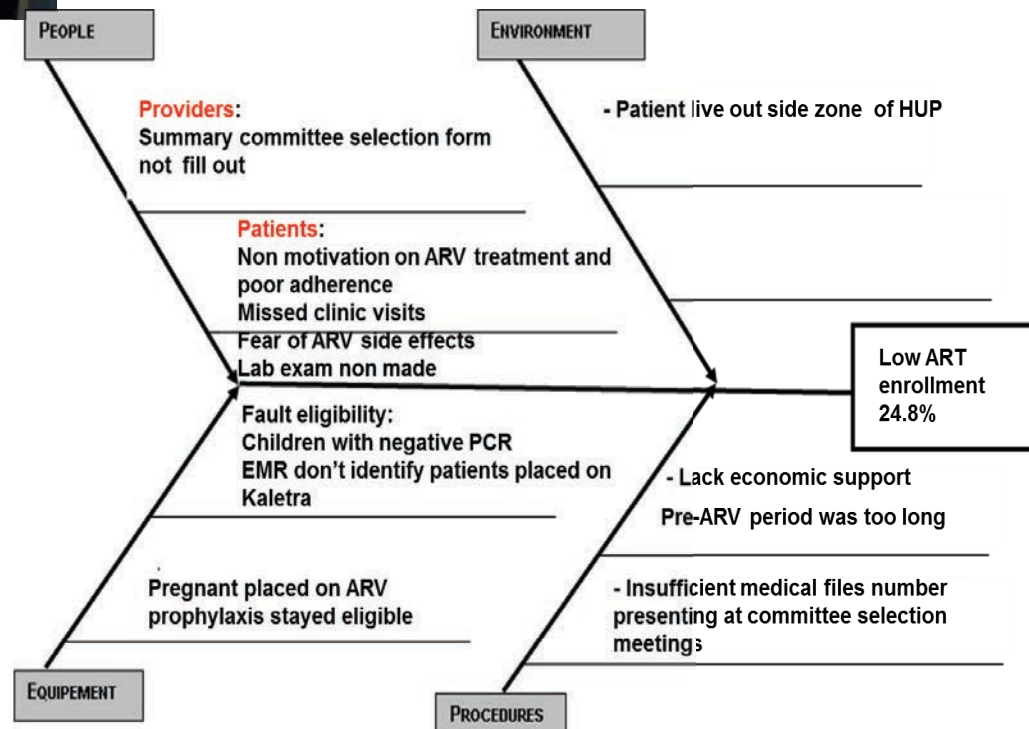 PEOPLE
ENVIRONMENT
Providers:
Summary committee selection form
not fill out
- Patient live out side zone of HUP
Patients:
Non motivation on ARV treatment and
poor adherence
Missed clinic visits
Fear of ARV side effects
Lab exam non made
Low ART
enrollment
24.8%
Fault eligibility:
Children with negative PCR
EMR don't identify patients placed on
Kaletra
- Lack economic support
Pre-ARV period was too long
Pregnant placed on ARV
prophylaxis stayed eligible
- Insufficient medical files number
presenting at committee selection
meetings
EQUIPEMENT
PROCEDURES